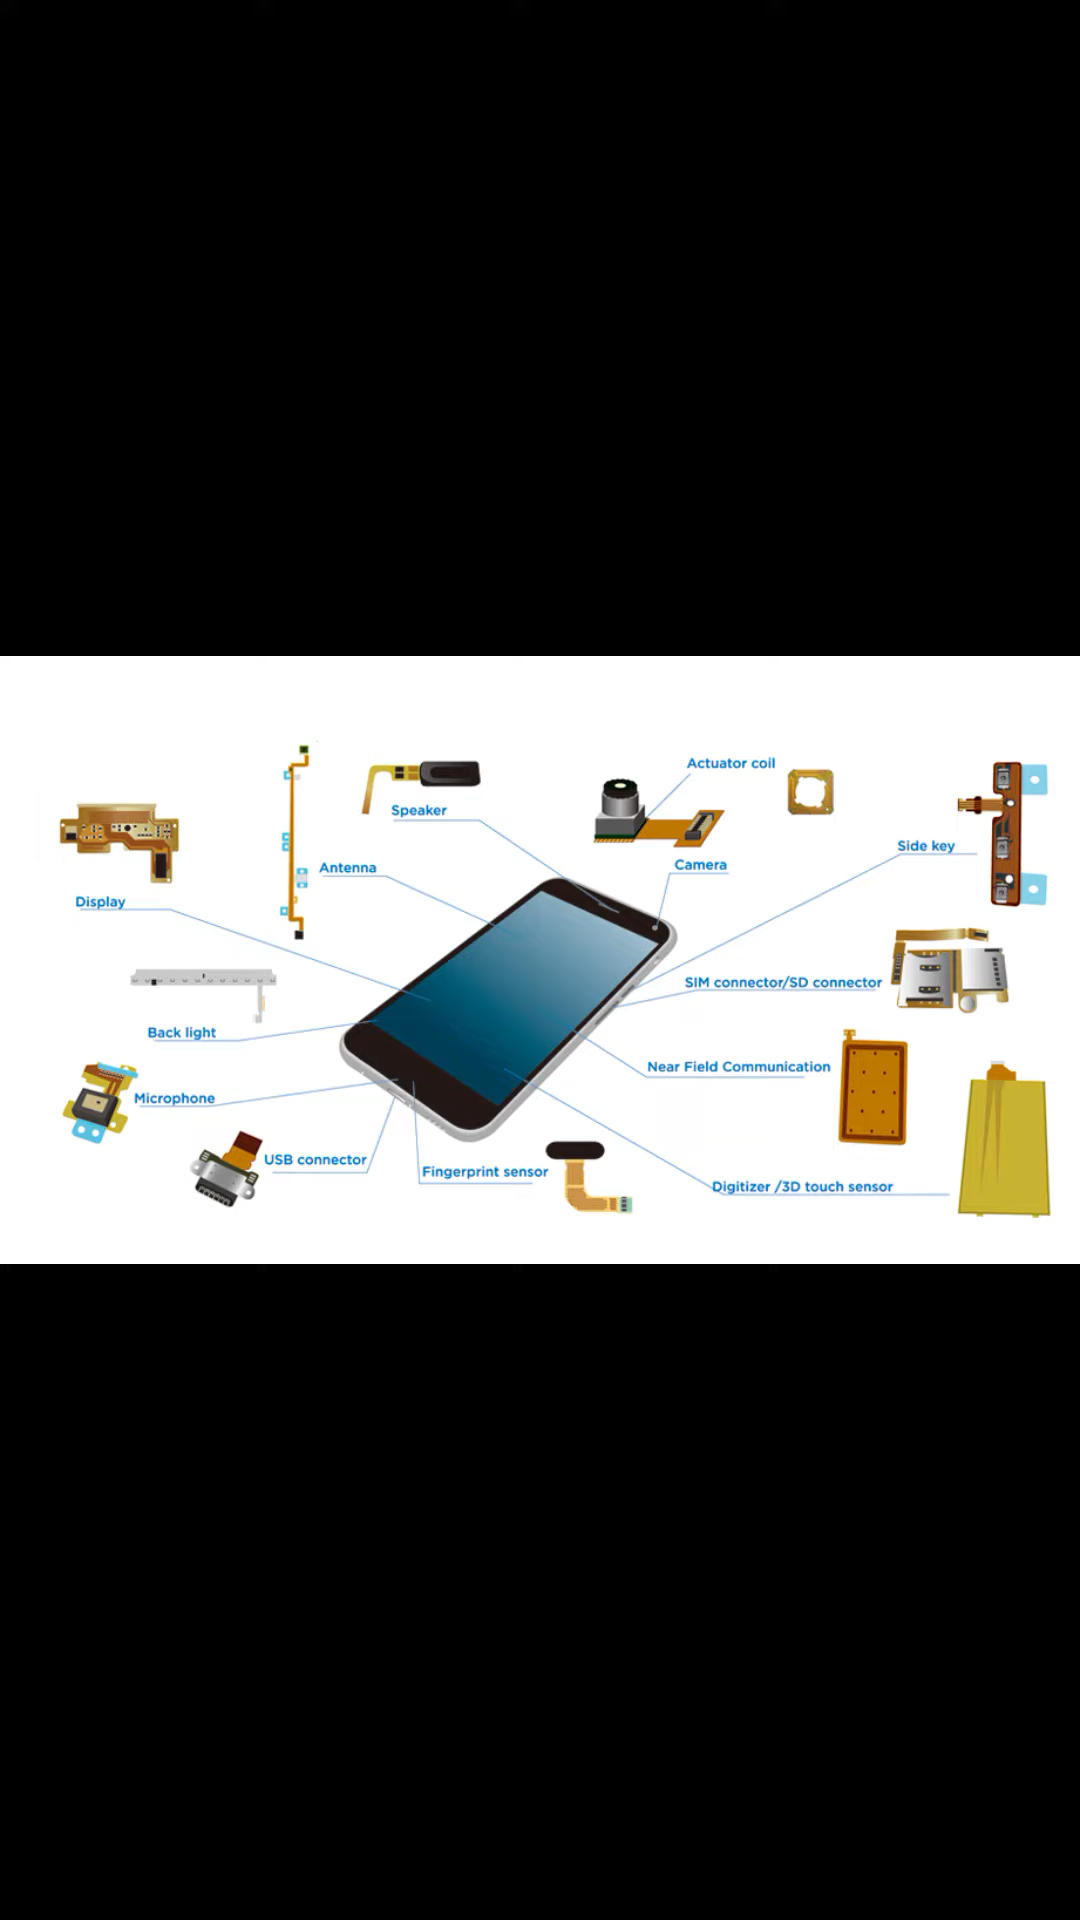 Actuator coil
Speaker
Side key
Camera
Antenna
Display
SIM connector/SD connector
Back light
Near Field Communication
Microphone
USB connector
Fingerprint sensor
Digitizer /3D touch sensor